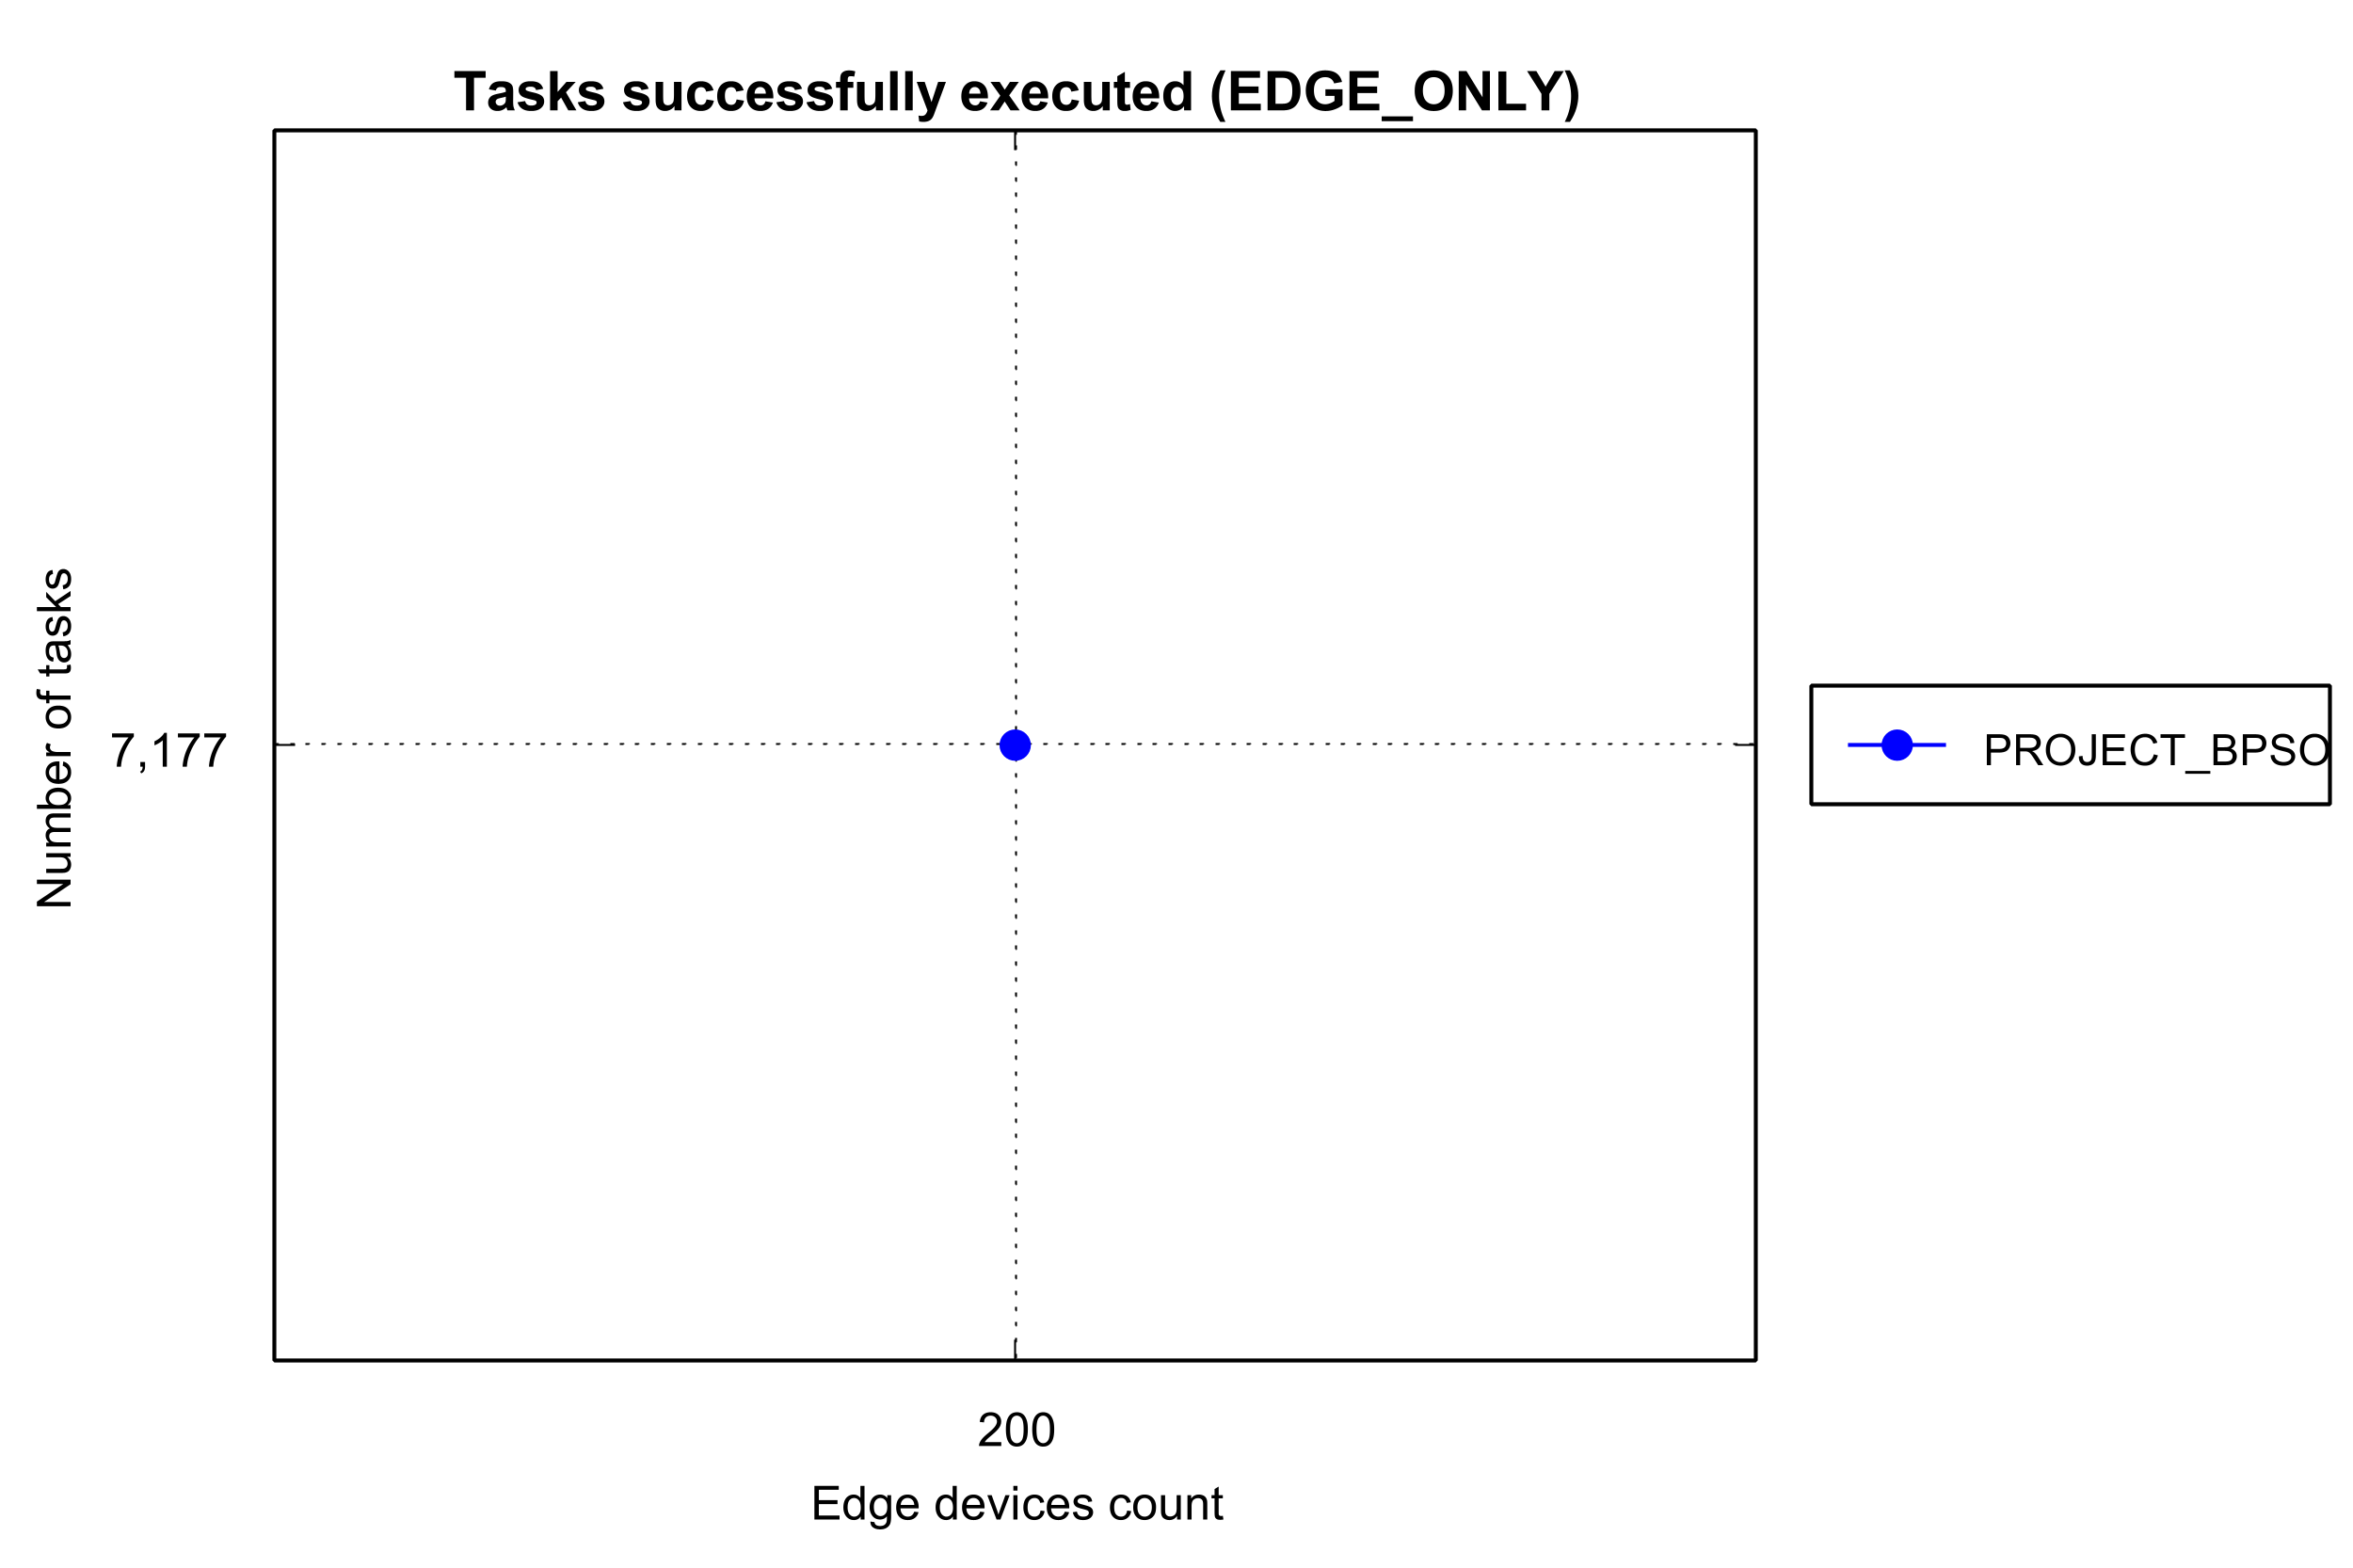 Tasks successfully executed (EDGE_ONLY)
Number of tasks
7,177
PROJECT_BPSO
200
Edge devices count